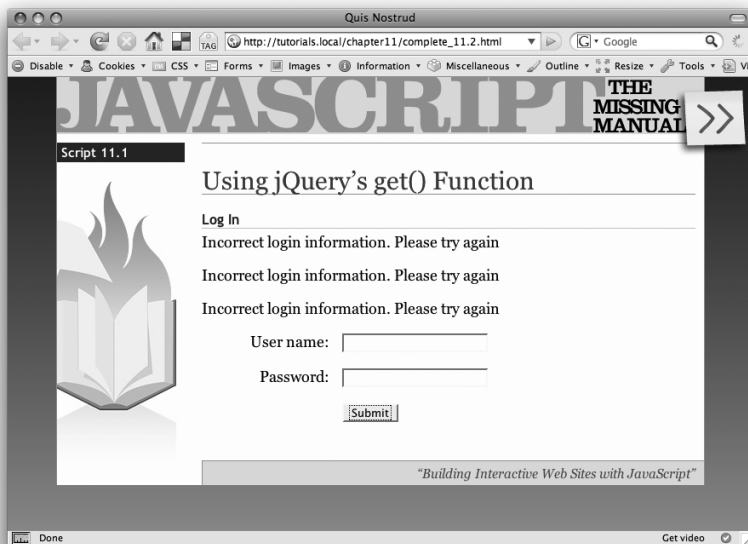 Quis Nostrud
TAG http://tutorials.local/chapter11/complete_11.2.html G Google
Disable Cookies CSS Forms Images Information Miscellaneous Outline Resize Tools Vi
JAVASCRIPT
THE
MISSING
MANUAL
>>
Script 11.1
Using jQuery’s get() Function
Log In
Incorrect login information. Please try again
Incorrect login information. Please try again
Incorrect login information. Please try again
User name:
Password:
Submit
“Building Interactive Web Sites with JavaScript”
Done Get video